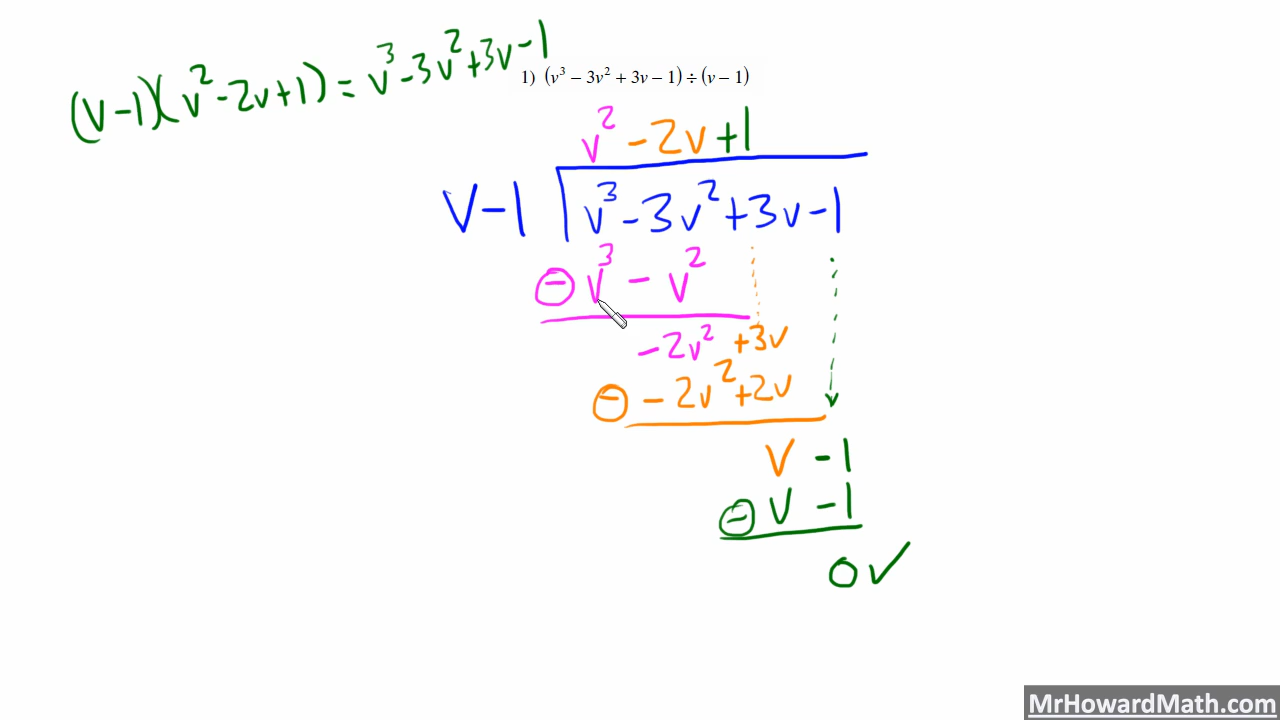 (v-1)(v²-2v+1) = v³-3v²+3v-1
1) (v³ − 3v² + 3v − 1) ÷ (v − 1)
v² -2v +1
v-1 v³ -3v² +3v -1
⊖ v³ - v²
-2v² +3v
⊖ -2v² +2v
v -1
⊖ v -1
0 ✓
MrHowardMath.com